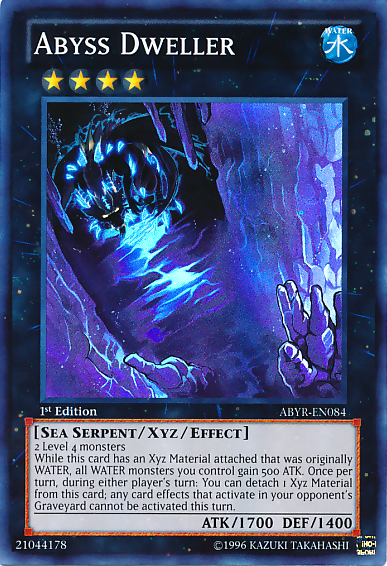 ABYSS DWELLER
WATER
水
1st Edition
ABYR-EN084
[SEA SERPENT/XYZ/EFFECT]
2 Level 4 monsters
While this card has an Xyz Material attached that was originally
WATER, all WATER monsters you control gain 500 ATK. Once per
turn, during either player's turn: You can detach 1 Xyz Material
from this card; any card effects that activate in your opponent's
Graveyard cannot be activated this turn.
ATK/1700 DEF/1400
21044178
©1996 KAZUKI TAKAHASHI